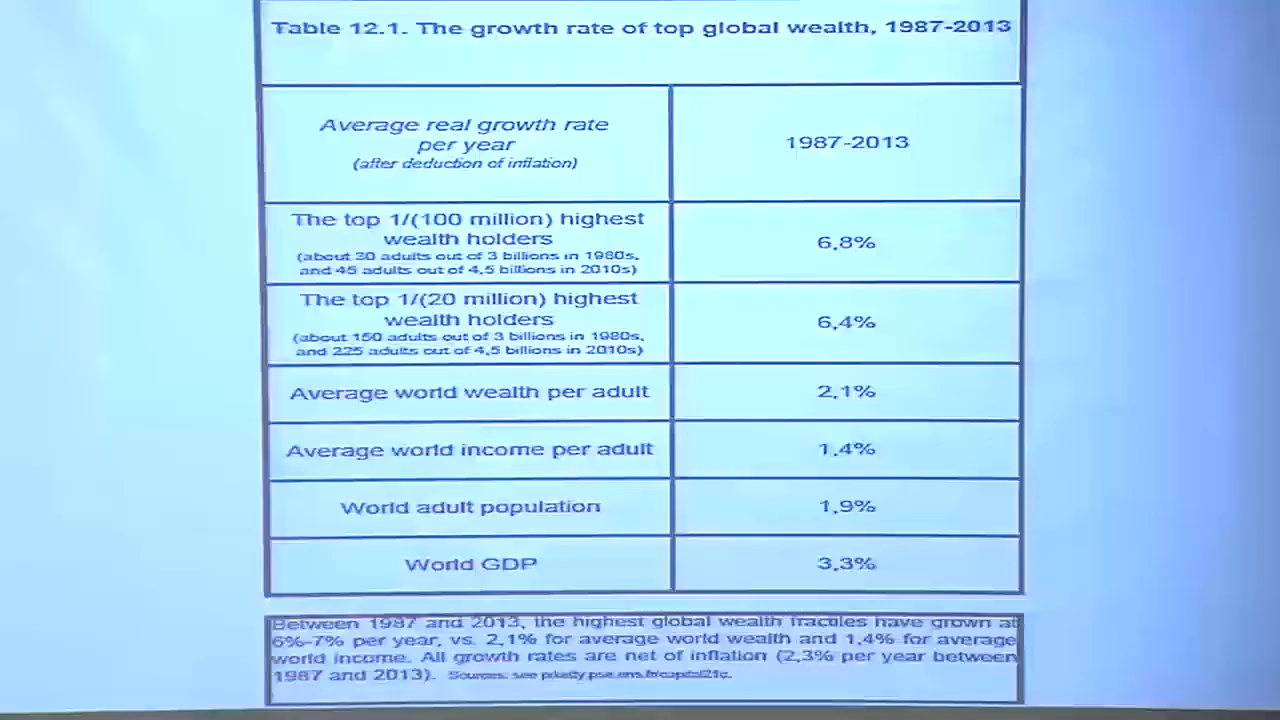 Table 12.1. The growth rate of top global wealth, 1987-2013
Average real growth rate
per year
(after deduction of inflation)
1987-2013
The top 1/(100 million) highest
wealth holders
(about 30 adults out of 3 billions in 1980s,
and 45 adults out of 4,5 billions in 2010s)
6,8%
The top 1/(20 million) highest
wealth holders
(about 150 adults out of 3 billions in 1980s,
and 225 adults out of 4,5 billions in 2010s)
6,4%
Average world wealth per adult
2,1%
Average world income per adult
1,4%
World adult population
1,9%
World GDP
3,3%
Between 1987 and 2013, the highest global wealth fractiles have grown at
6%-7% per year, vs. 2,1% for average world wealth and 1,4% for average
world income. All growth rates are net of inflation (2,3% per year between
1987 and 2013). Sources: see piketty.pse.ens.fr/capital21c.